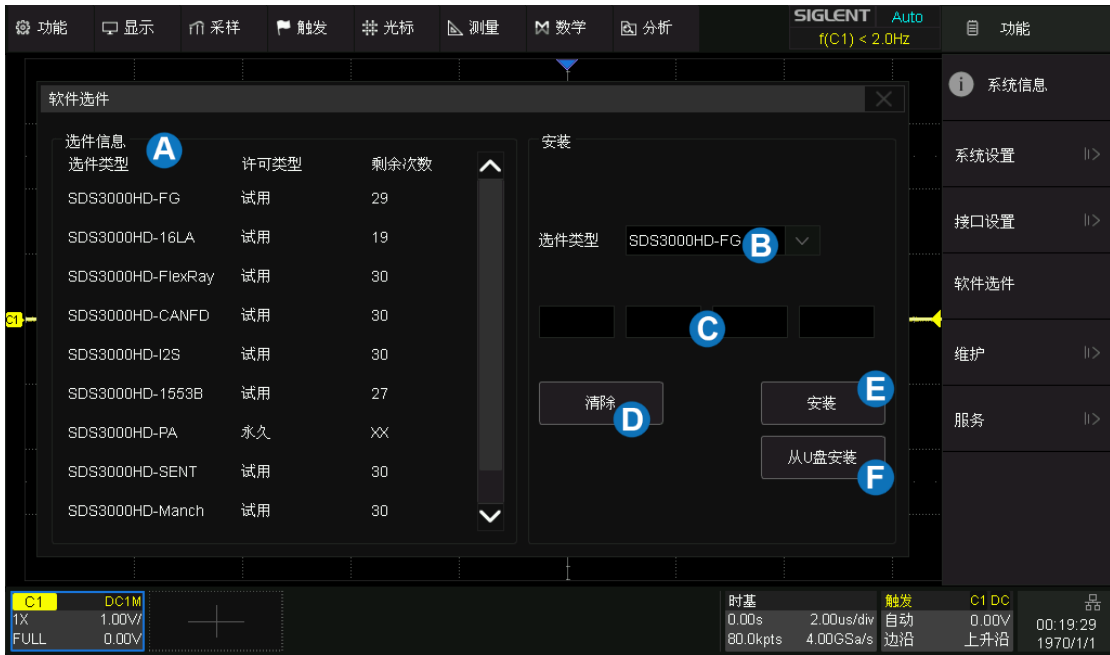 功能 显示 采样 触发 光标 测量 数学 分析 SIGLENT Auto 功能
f(C1) < 2.0Hz
系统信息
软件选件
选件信息 A 安装
选件类型 许可类型 剩余次数
系统设置
SDS3000HD-FG 试用 29
SDS3000HD-16LA 试用 19
选件类型 SDS3000HD-FG B
接口设置
SDS3000HD-FlexRay 试用 30
软件选件
SDS3000HD-CANFD 试用 30
C1
C
SDS3000HD-I2S 试用 30
维护
SDS3000HD-1553B 试用 27
清除 D 安装 E
服务
SDS3000HD-PA 永久 XX
从U盘安装 F
SDS3000HD-SENT 试用 30
SDS3000HD-Manch 试用 30
C1 DC1M
1X 1.00V/
FULL 0.00V
时基
0.00s 2.00us/div
80.0kpts 4.00GSa/s
触发 C1 DC
自动 0.00V
边沿 上升沿
00:19:29
1970/1/1